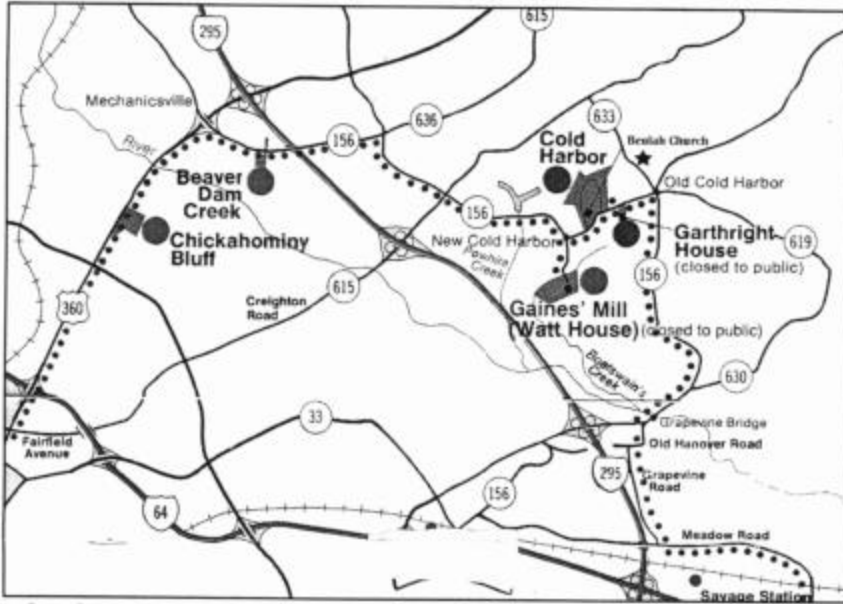 615
295
Mechanicsville
River
636
156
633
Cold
Harbor
Beulah Church
Beaver
Dam
Creek
Old Cold Harbor
156
Chickahominy
Bluff
New Cold Harbor
Powhite
Creek
Garthright
House
(closed to public)
619
156
615
Creighton
Road
360
Gaines' Mill
(Watt House) (closed to public)
Boatswain's
Creek
630
33
Grapevine Bridge
Fairfield
Avenue
Old Hanover Road
295
Grapevine
Road
156
64
Meadow Road
Savage Station